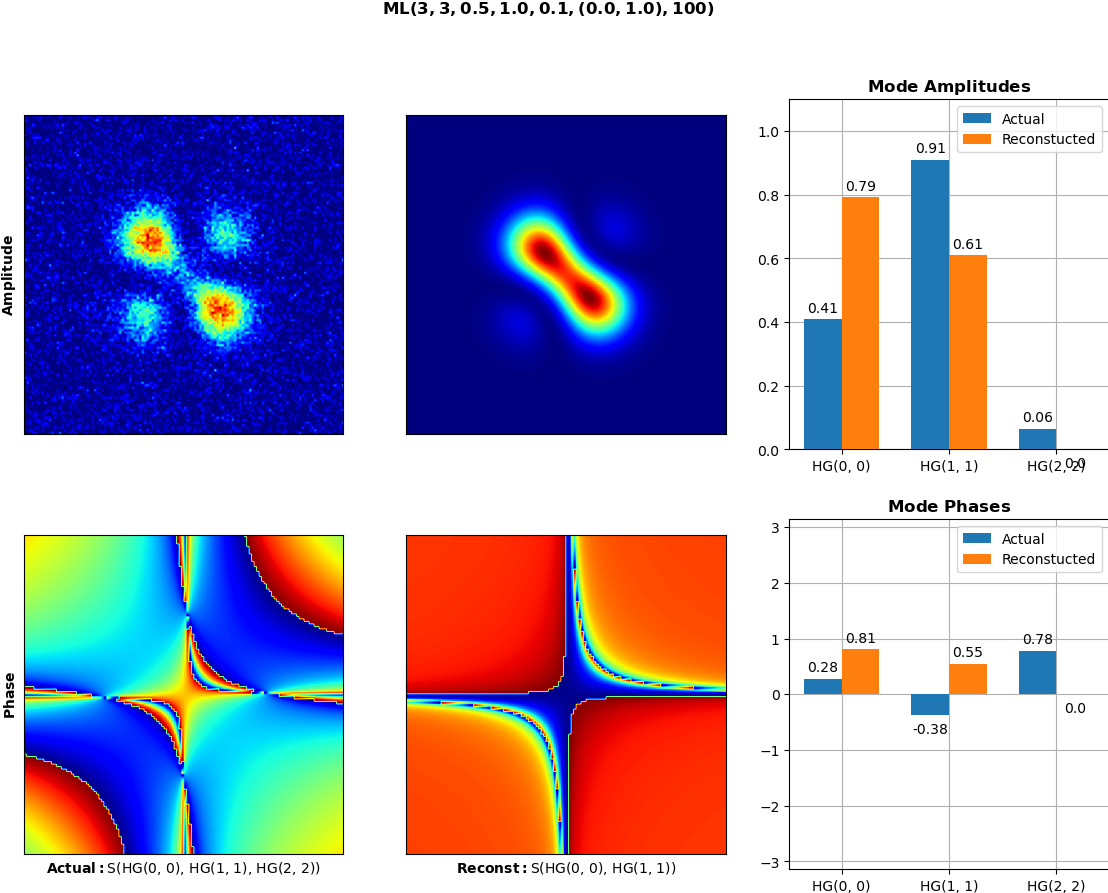 ML(3, 3, 0.5, 1.0, 0.1, (0.0, 1.0), 100)
Amplitude
Mode Amplitudes
Actual
Reconstucted
1.0
0.8
0.6
0.4
0.2
0.0
0.41
0.79
0.91
0.61
0.06
0.0
HG(0, 0)
HG(1, 1)
HG(2, 2)
Phase
Actual: S(HG(0, 0), HG(1, 1), HG(2, 2))
Reconst: S(HG(0, 0), HG(1, 1))
Mode Phases
Actual
Reconstucted
3
2
1
0
−1
−2
−3
0.28
0.81
-0.38
0.55
0.78
0.0
HG(0, 0)
HG(1, 1)
HG(2, 2)